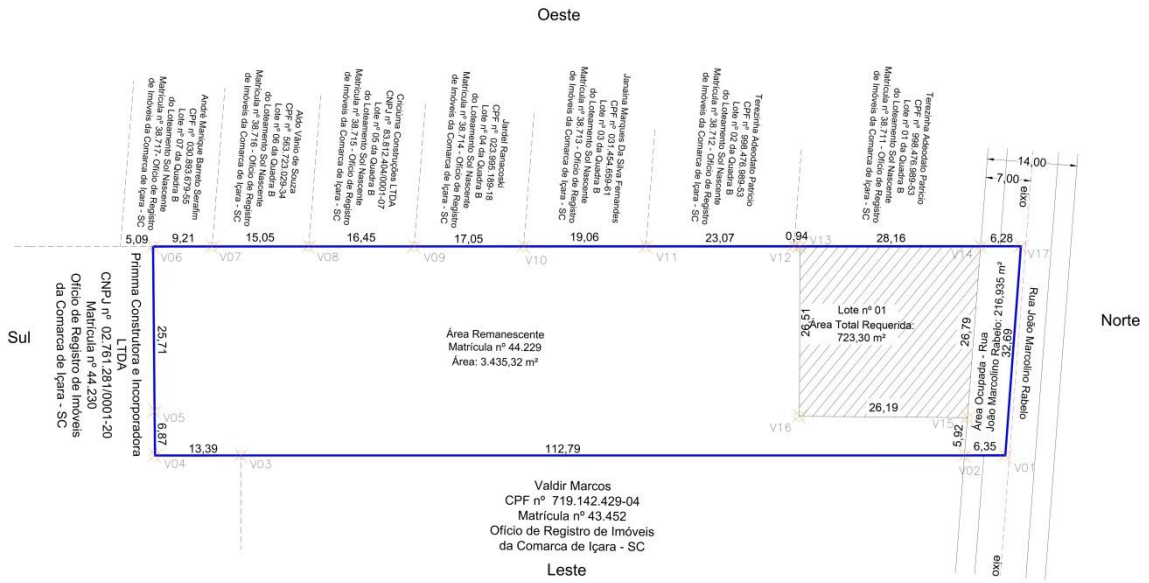 Oeste
André Manique Barreto Serafim
CPF nº 030.893.679-55
Lote nº 07 da Quadra B
do Loteamento Sol Nascente
Matrícula nº 38.717- Ofício de Registro
de Imóveis da Comarca de Içara - SC
Aldo Vânio de Souza
CPF nº 563.723.029-34
Lote nº 06 da Quadra B
do Loteamento Sol Nascente
Matrícula nº 38.716 - Ofício de Registro
de Imóveis da Comarca de Içara - SC
Criciúma Construções LTDA
CNPJ nº 83.812.404/0001-07
Lote nº 05 da Quadra B
do Loteamento Sol Nascente
Matrícula nº 38.715 - Ofício de Registro
de Imóveis da Comarca de Içara - SC
Jardel Rancioski
CPF nº 023.995.189-18
Lote nº 04 da Quadra B
do Loteamento Sol Nascente
Matrícula nº 38.714 - Ofício de Registro
de Imóveis da Comarca de Içara - SC
Janaina Marques Da Silva Fernandes
CPF nº 031.454.659-61
Lote nº 03 da Quadra B
do Loteamento Sol Nascente
Matrícula nº 38.713 - Ofício de Registro
de Imóveis da Comarca de Içara - SC
Terezinha Adeodato Patricio
CPF nº 998.476.989-53
Lote nº 02 da Quadra B
do Loteamento Sol Nascente
Matrícula nº 38.712 - Ofício de Registro
de Imóveis da Comarca de Içara - SC
Terezinha Adeodato Patricio
CPF nº 998.476.989-53
Lote nº 01 da Quadra B
do Loteamento Sol Nascente
Matrícula nº 38.711 - Ofício de Registro
de Imóveis da Comarca de Içara - SC
14,00
7,00
eixo
5,09 9,21 15,05 16,45 17,05 19,06 23,07 0,94 28,16 6,28
V06 V07 V08 V09 V10 V11 V12 V13 V14 V17
Sul
Primma Construtora e Incorporadora
LTDA
CNPJ nº 02.761.281/0001-20
Matrícula nº 44.230
Ofício de Registro de Imóveis
da Comarca de Içara - SC
25,71
V05
6,87
Área Remanescente
Matrícula nº 44.229
Área: 3.435,32 m²
26,51
Lote nº 01
Área Total Requerida:
723,30 m²
26,79
Área Ocupada - Rua
João Marcolino Rabelo: 216,935 m²
32,69
Rua João Marcolino Rabelo
Norte
26,19
V16 V15
5,92
13,39 112,79 6,35
V04 V03 V02 V01
Valdir Marcos
CPF nº 719.142.429-04
Matrícula nº 43.452
Ofício de Registro de Imóveis
da Comarca de Içara - SC
eixo
Leste